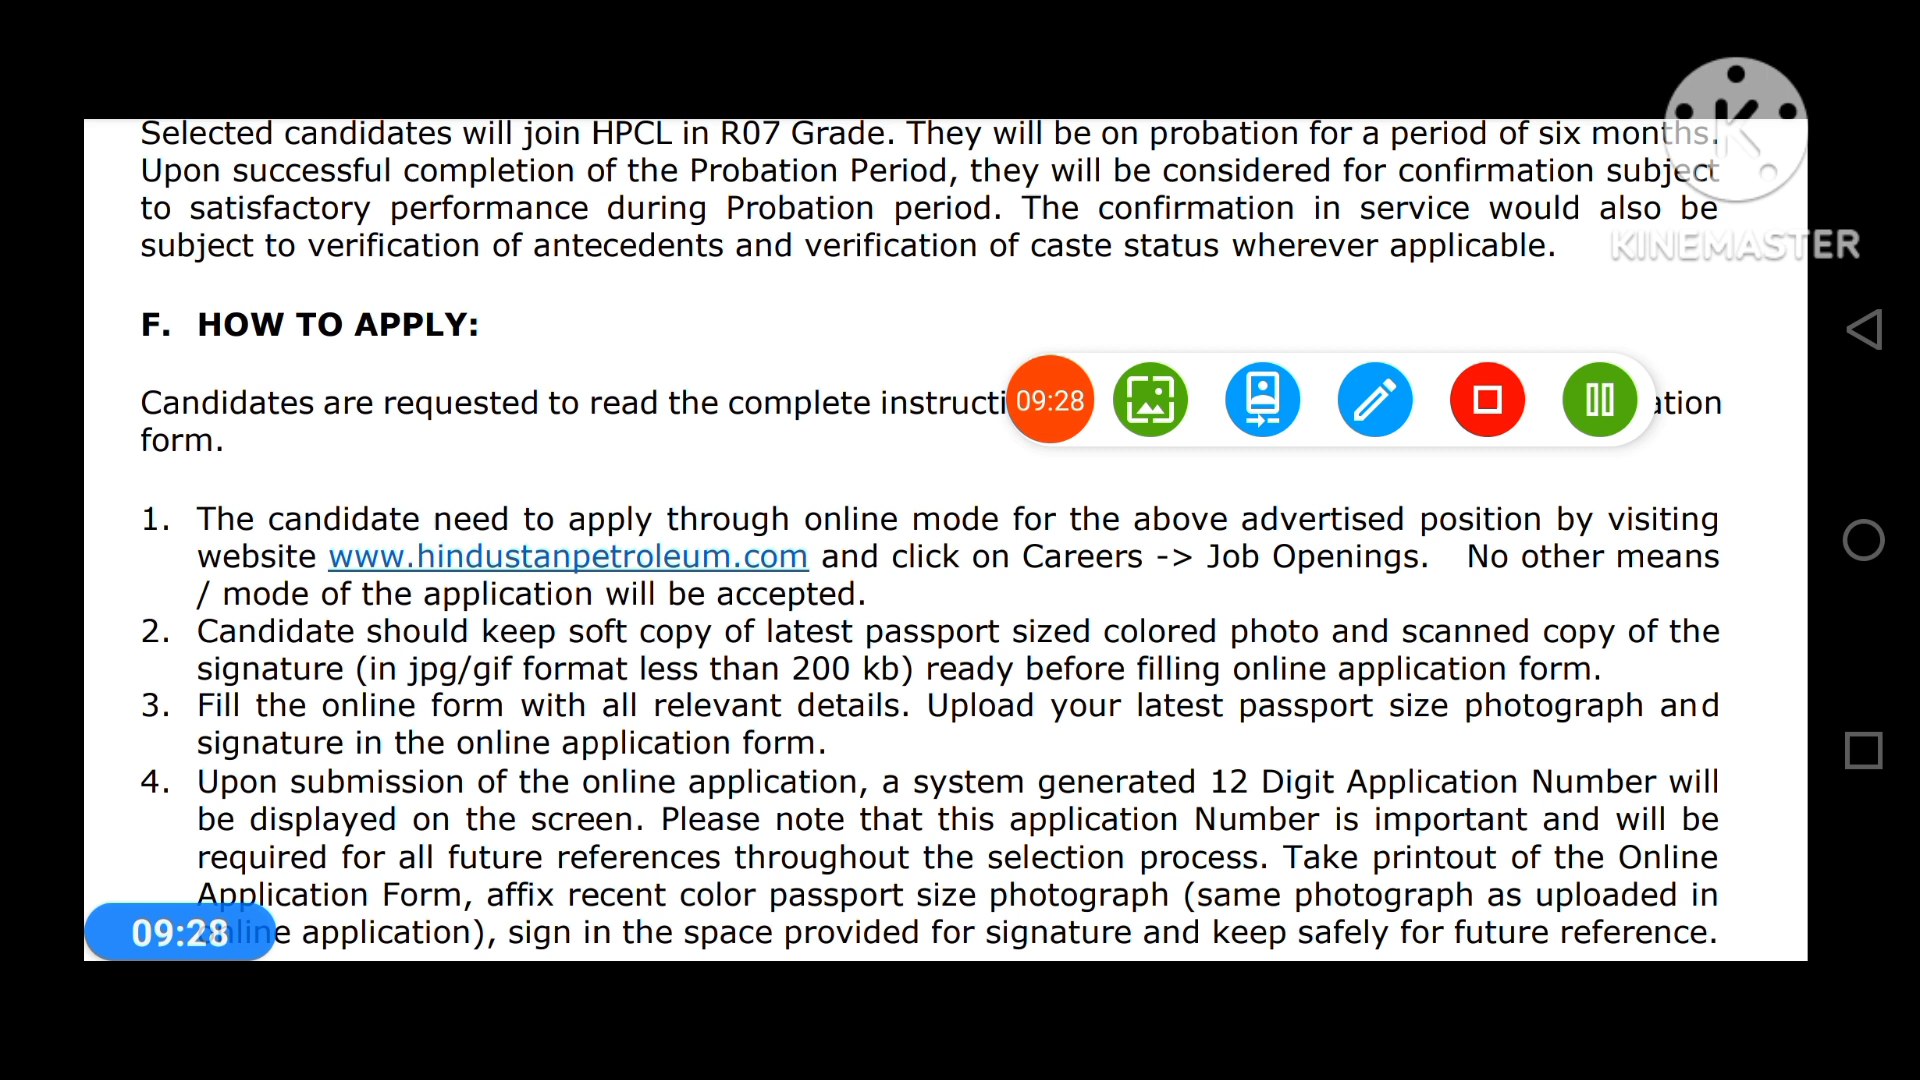 Selected candidates will join HPCL in R07 Grade. They will be on probation for a period of six months.
Upon successful completion of the Probation Period, they will be considered for confirmation subject
to satisfactory performance during Probation period. The confirmation in service would also be
subject to verification of antecedents and verification of caste status wherever applicable.
KINEMASTER
F. HOW TO APPLY:
Candidates are requested to read the complete
09:28
form.
1. The candidate need to apply through online mode for the above advertised position by visiting
website www.hindustanpetroleum.com and click on Careers -> Job Openings. No other means
/ mode of the application will be accepted.
2. Candidate should keep soft copy of latest passport sized colored photo and scanned copy of the
signature (in jpg/gif format less than 200 kb) ready before filling online application form.
3. Fill the online form with all relevant details. Upload your latest passport size photograph and
signature in the online application form.
4. Upon submission of the online application, a system generated 12 Digit Application Number will
be displayed on the screen. Please note that this application Number is important and will be
required for all future references throughout the selection process. Take printout of the Online
Application Form, affix recent color passport size photograph (same photograph as uploaded in
09:28
application), sign in the space provided for signature and keep safely for future reference.